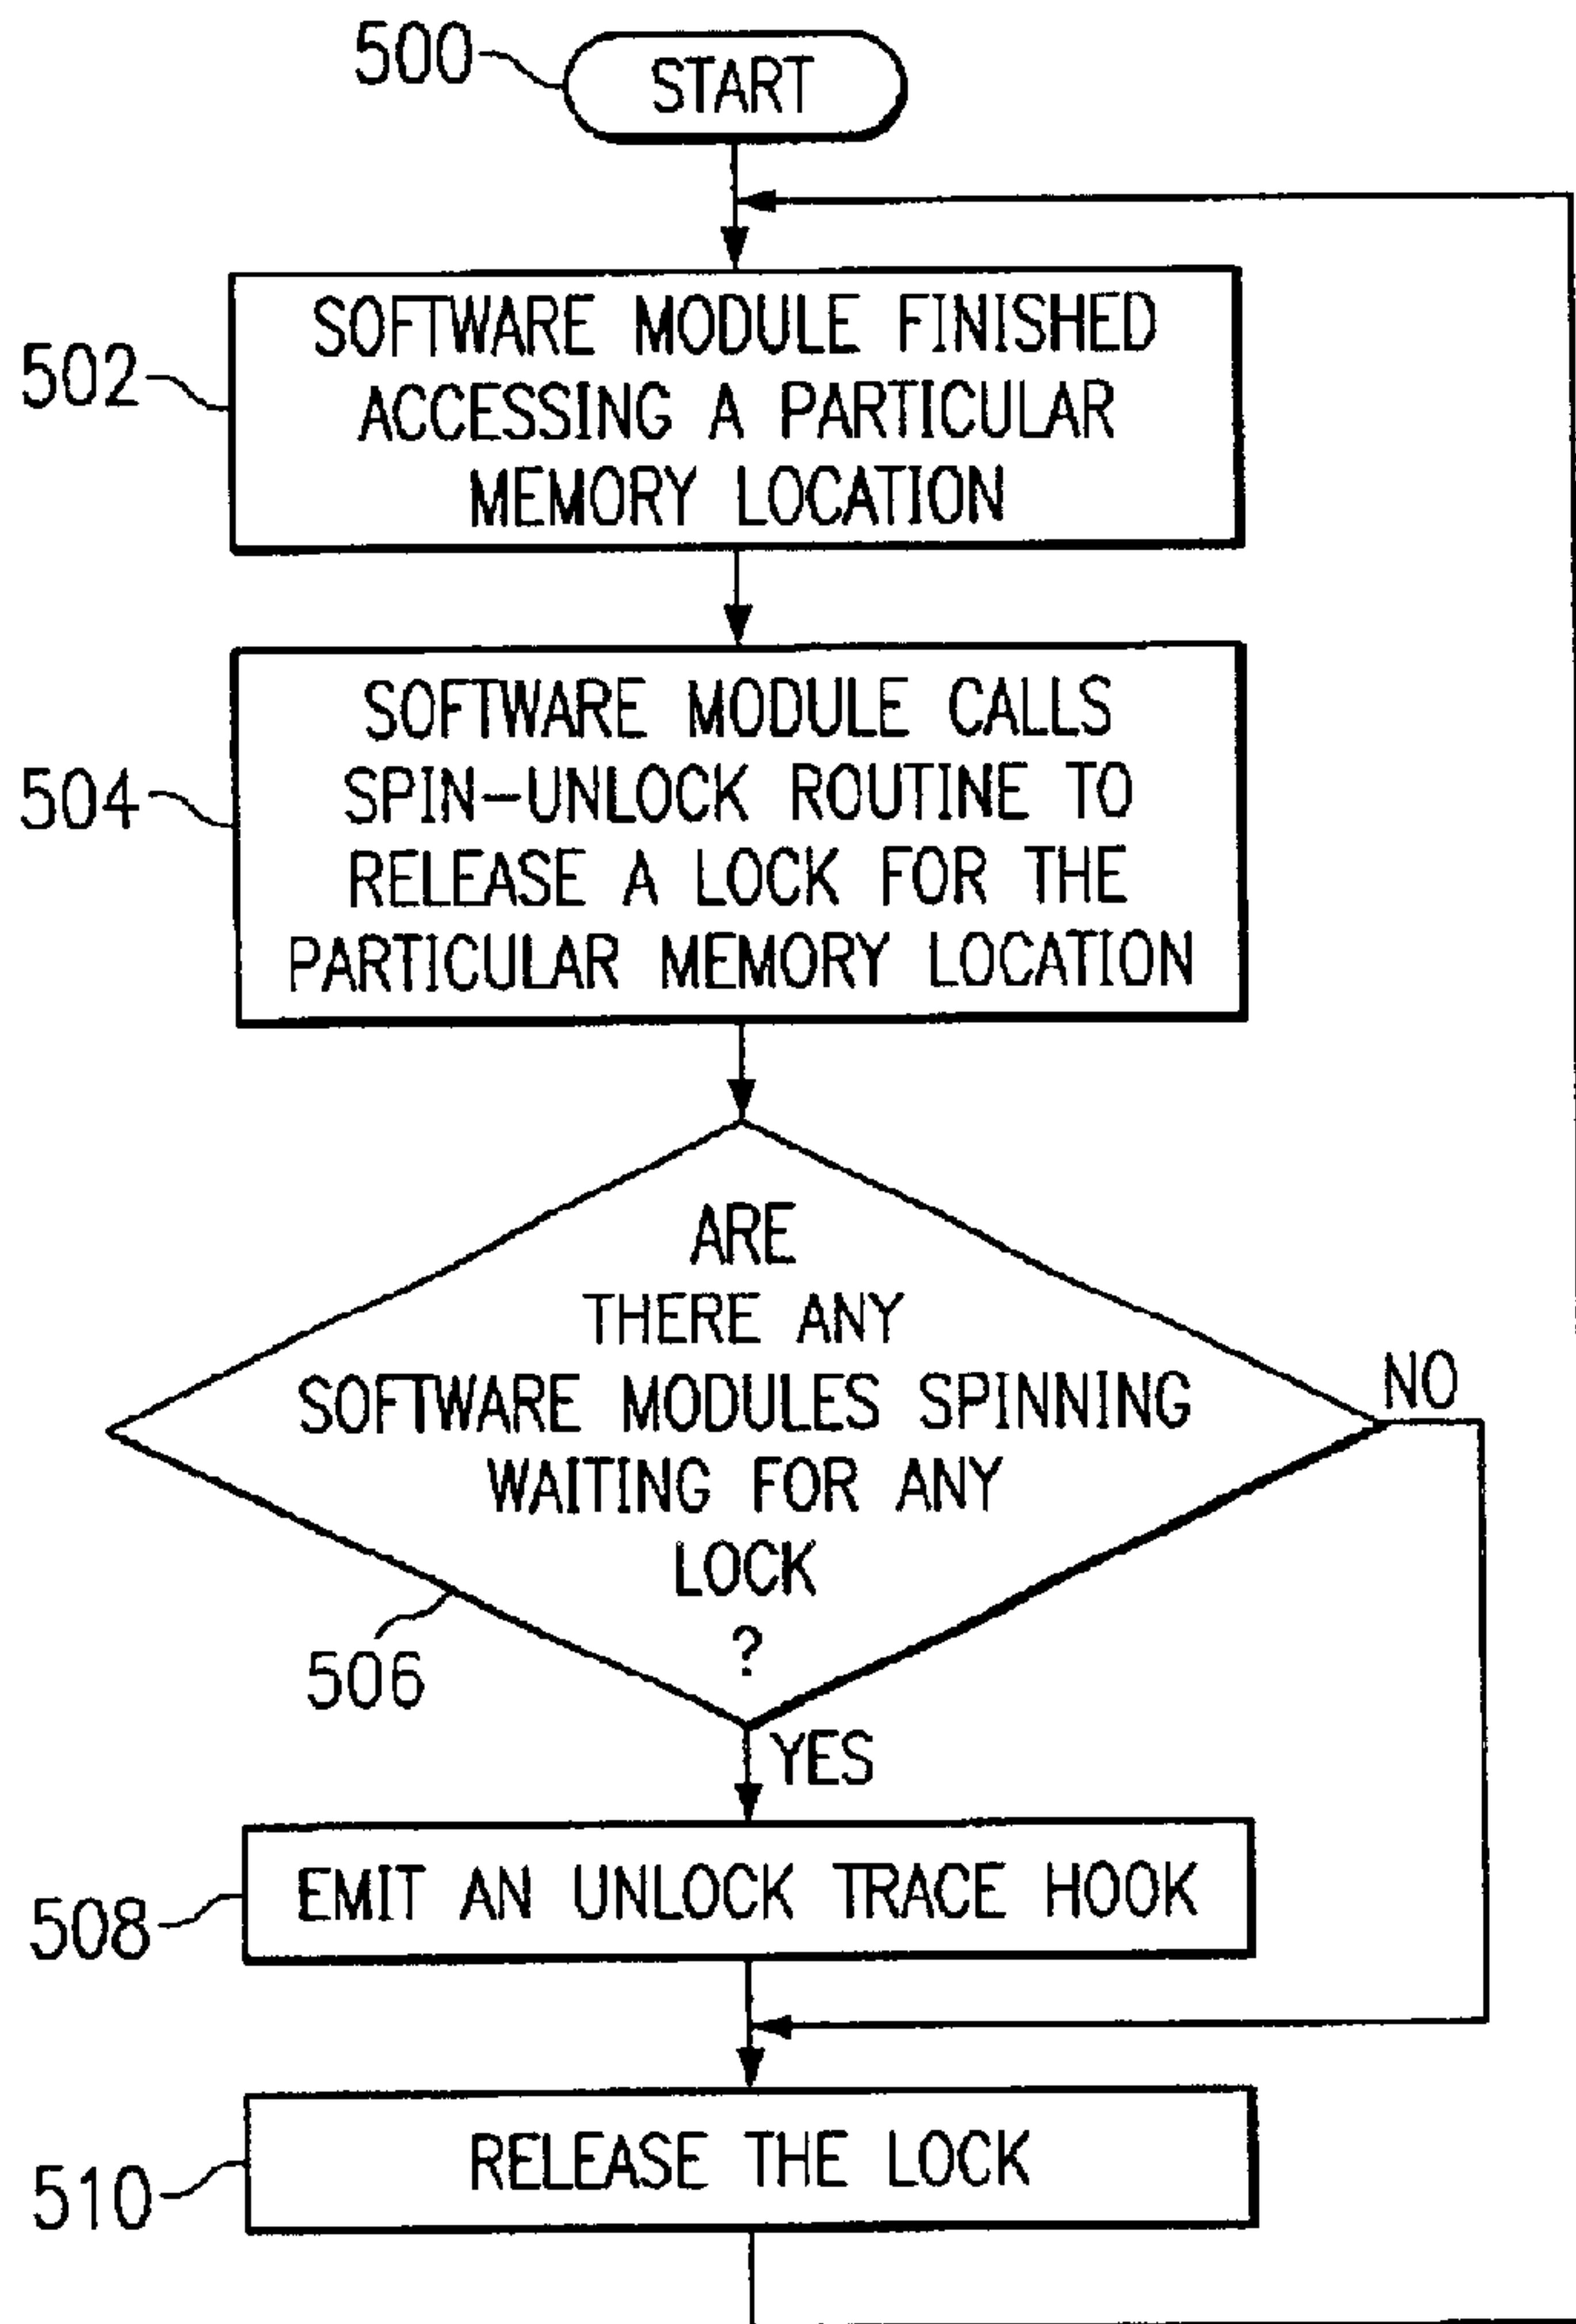 500
START
502
SOFTWARE MODULE FINISHED
ACCESSING A PARTICULAR
MEMORY LOCATION
504
SOFTWARE MODULE CALLS
SPIN-UNLOCK ROUTINE TO
RELEASE A LOCK FOR THE
PARTICULAR MEMORY LOCATION
ARE
THERE ANY
SOFTWARE MODULES SPINNING
WAITING FOR ANY
LOCK
?
NO
506
YES
508
EMIT AN UNLOCK TRACE HOOK
510
RELEASE THE LOCK